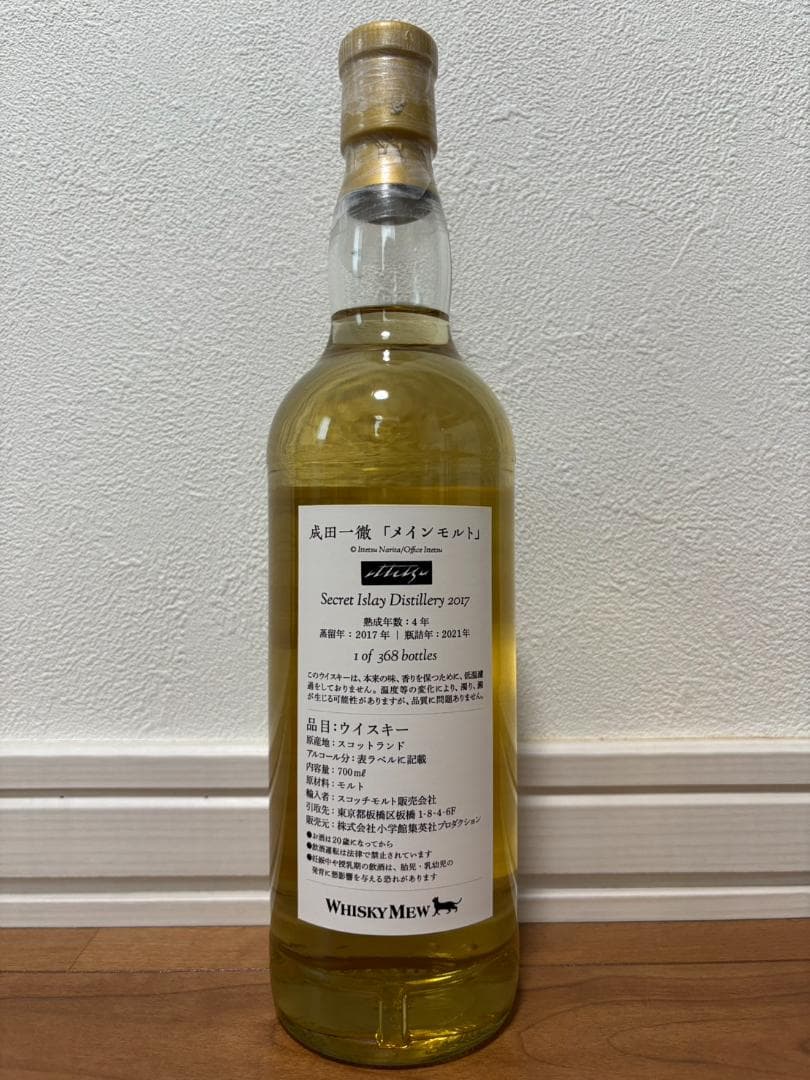 成田一徹「メインモルト」
© Ittetsu Narita/Office Ittetsu
ittetsu
Secret Islay Distillery 2017
熟成年数：4 年
蒸留年：2017 年 | 瓶詰年：2021年
1 of 368 bottles
このウイスキーは、本来の味、香りを保つために、低温濾
過をしておりません。温度等の変化により、濁り、澱
が生じる可能性がありますが、品質に問題ありません。
品目：ウイスキー
原産地：スコットランド
アルコール分：表ラベルに記載
内容量：700mℓ
原材料：モルト
輸入者：スコッチモルト販売会社
引取先：東京都板橋区板橋 1-8-4-6F
販売元：株式会社小学館集英社プロダクション
●お酒は20歳になってから
●飲酒運転は法律で禁止されています
●妊娠中や授乳期の飲酒は、胎児・乳幼児の
発育に悪影響を与える恐れがあります
WHISKY MEW